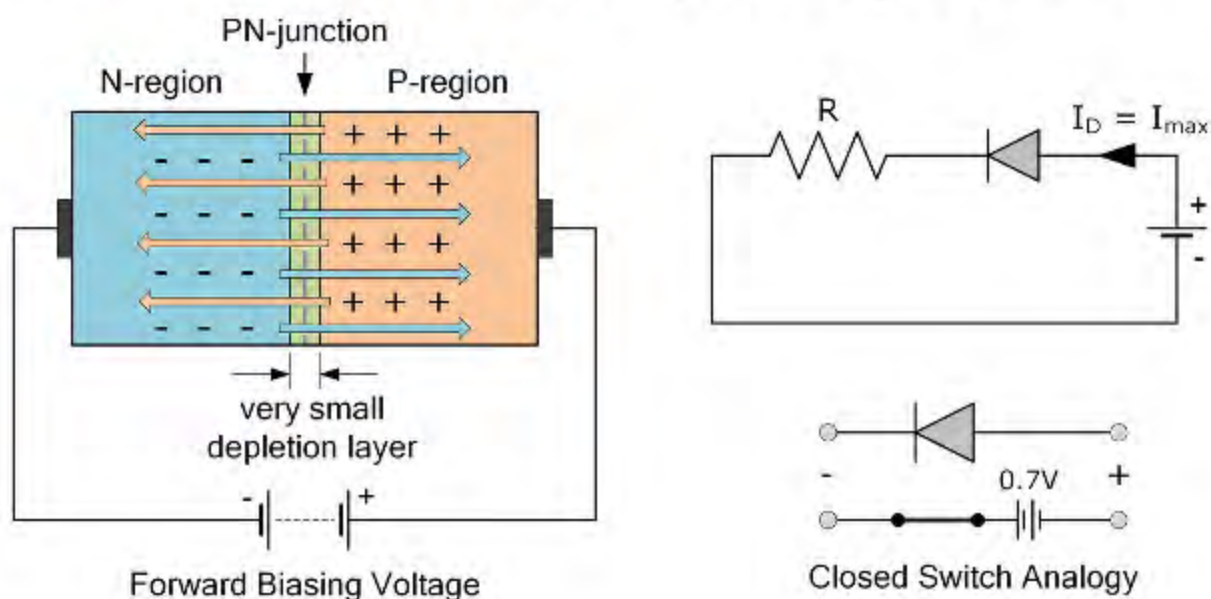 PN-junction
N-region
P-region
+ + +
- - -
+ + +
- - -
+ + +
- - -
+ + +
- - -
very small
depletion layer
- +
Forward Biasing Voltage
R
I_D = I_max
+
-
- +
0.7V
Closed Switch Analogy